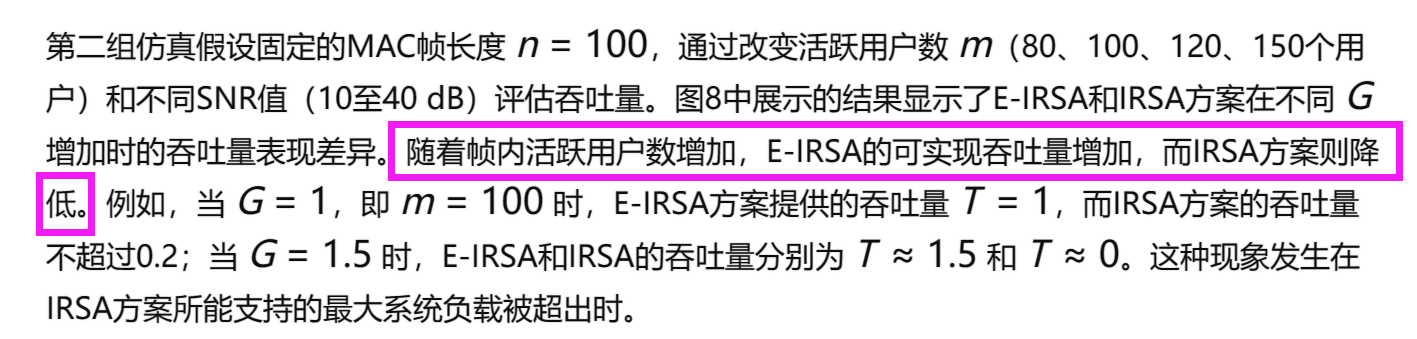 第二组仿真假设固定的MAC帧长度 n = 100，通过改变活跃用户数 m（80、100、120、150个用
户）和不同SNR值（10至40 dB）评估吞吐量。图8中展示的结果显示了E-IRSA和IRSA方案在不同 G
增加时的吞吐量表现差异。随着帧内活跃用户数增加，E-IRSA的可实现吞吐量增加，而IRSA方案则降
低。例如，当 G = 1，即 m = 100 时，E-IRSA方案提供的吞吐量 T = 1，而IRSA方案的吞吐量
不超过0.2；当 G = 1.5 时，E-IRSA和IRSA的吞吐量分别为 T ≈ 1.5 和 T ≈ 0。这种现象发生在
IRSA方案所能支持的最大系统负载被超出时。